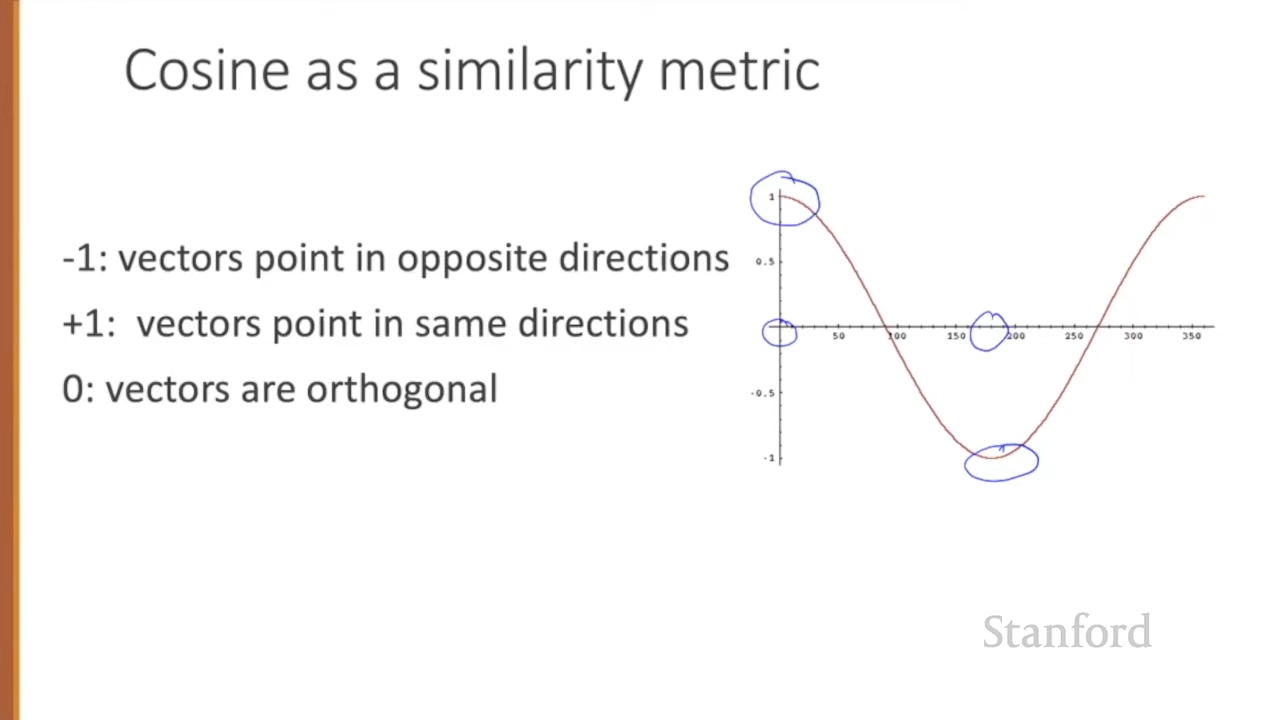 Cosine as a similarity metric
-1: vectors point in opposite directions
+1: vectors point in same directions
0: vectors are orthogonal
1
0.5
50 100 150 200 250 300 350
-0.5
-1
Stanford